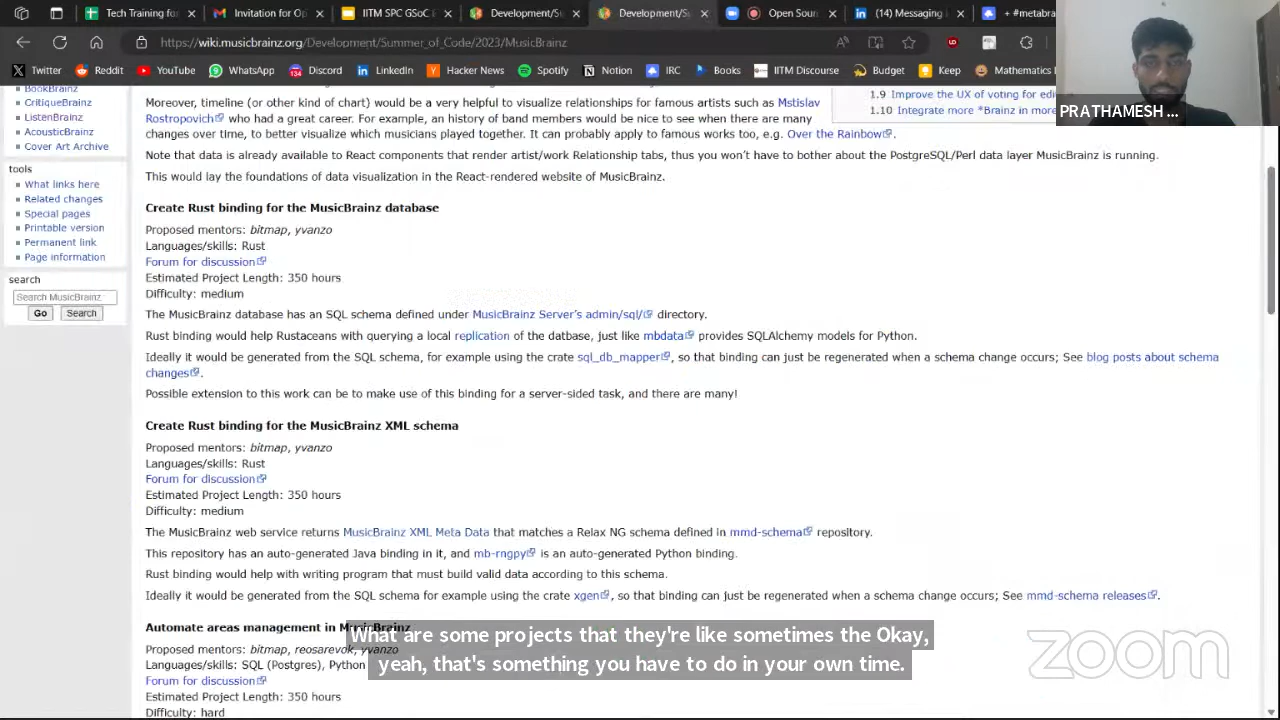 Tech Training for
Invitation for Op
IITM SPC GSoC I
Development/Su
Development/Su
Open Sour
(14) Messaging
+ #metabra
https://wiki.musicbrainz.org/Development/Summer_of_Code/2023/MusicBrainz
Twitter
Reddit
YouTube
WhatsApp
Discord
LinkedIn
Hacker News
Spotify
Notion
IRC
Books
IITM Discourse
Budget
Keep
Mathematics
PRATHAMESH ...
BookBrainz
CritiqueBrainz
ListenBrainz
AcousticBrainz
Cover Art Archive
tools
What links here
Related changes
Special pages
Printable version
Permanent link
Page information
search
Search MusicBrainz
Go Search
1.9 Improve the UX of voting for edi
1.10 Integrate more *Brainz in more
Moreover, timeline (or other kind of chart) would be a very helpful to visualize relationships for famous artists such as Mstislav
Rostropovich who had a great career. For example, an history of band members would be nice to see when there are many
changes over time, to better visualize which musicians played together. It can probably apply to famous works too, e.g. Over the Rainbow.
Note that data is already available to React components that render artist/work Relationship tabs, thus you won't have to bother about the PostgreSQL/Perl data layer MusicBrainz is running.
This would lay the foundations of data visualization in the React-rendered website of MusicBrainz.
Create Rust binding for the MusicBrainz database
Proposed mentors: bitmap, yvanzo
Languages/skills: Rust
Forum for discussion
Estimated Project Length: 350 hours
Difficulty: medium
The MusicBrainz database has an SQL schema defined under MusicBrainz Server's admin/sql/ directory.
Rust binding would help Rustaceans with querying a local replication of the datbase, just like mbdata provides SQLAlchemy models for Python.
Ideally it would be generated from the SQL schema, for example using the crate sql_db_mapper, so that binding can just be regenerated when a schema change occurs; See blog posts about schema
changes.
Possible extension to this work can be to make use of this binding for a server-sided task, and there are many!
Create Rust binding for the MusicBrainz XML schema
Proposed mentors: bitmap, yvanzo
Languages/skills: Rust
Forum for discussion
Estimated Project Length: 350 hours
Difficulty: medium
The MusicBrainz web service returns MusicBrainz XML Meta Data that matches a Relax NG schema defined in mmd-schema repository.
This repository has an auto-generated Java binding in it, and mb-rngpy is an auto-generated Python binding.
Rust binding would help with writing program that must build valid data according to this schema.
Ideally it would be generated from the SQL schema for example using the crate xgen, so that binding can just be regenerated when a schema change occurs; See mmd-schema releases.
Automate areas management in MusicBrainz
Proposed mentors: bitmap, reosarevok, yvanzo
Languages/skills: SQL (Postgres), Python
Forum for discussion
Estimated Project Length: 350 hours
Difficulty: hard
What are some projects that they're like sometimes the Okay,
yeah, that's something you have to do in your own time.
zoom